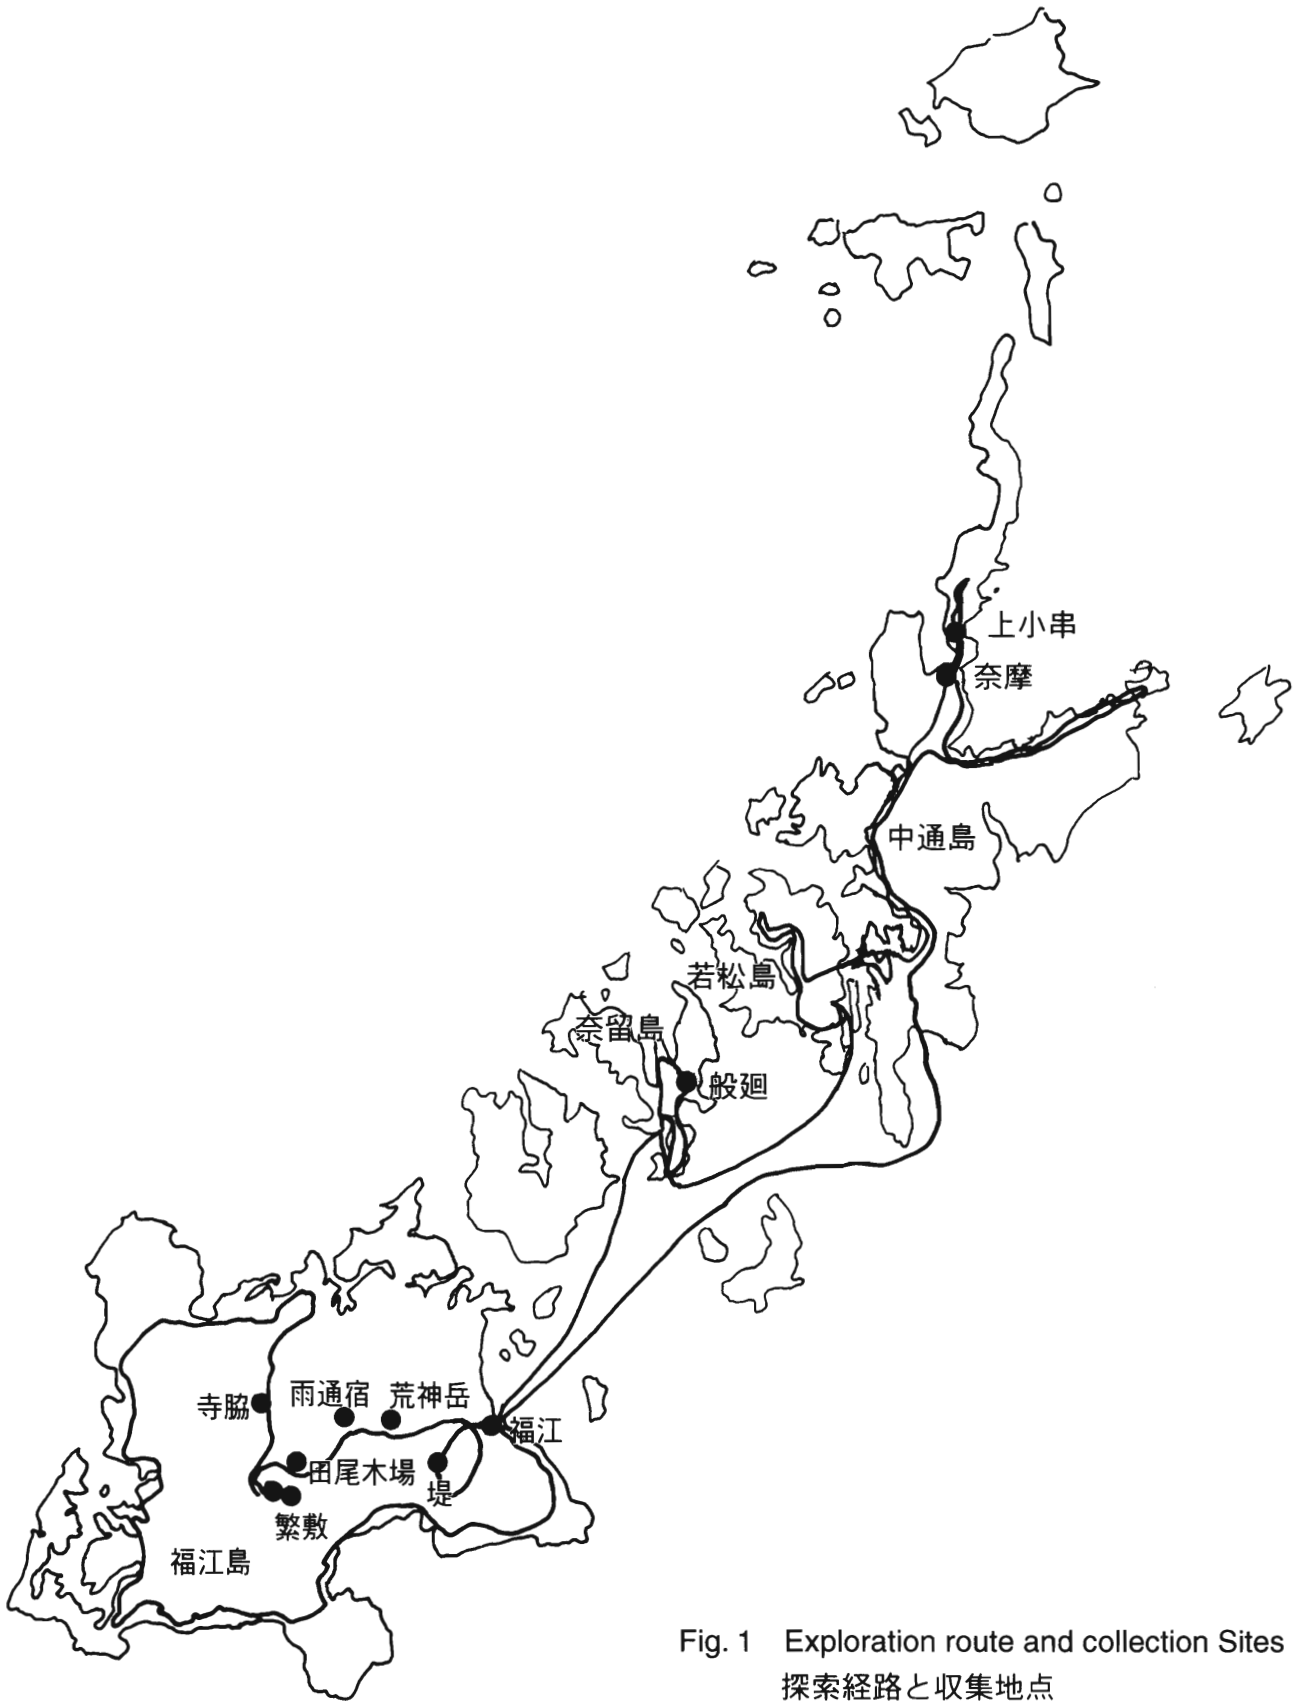 上小串
奈摩
中通島
若松島
奈留島
般廻
寺脇
雨通宿
荒神岳
福江
田尾木場
堤
繁敷
福江島
Fig. 1 Exploration route and collection Sites
探索経路と収集地点